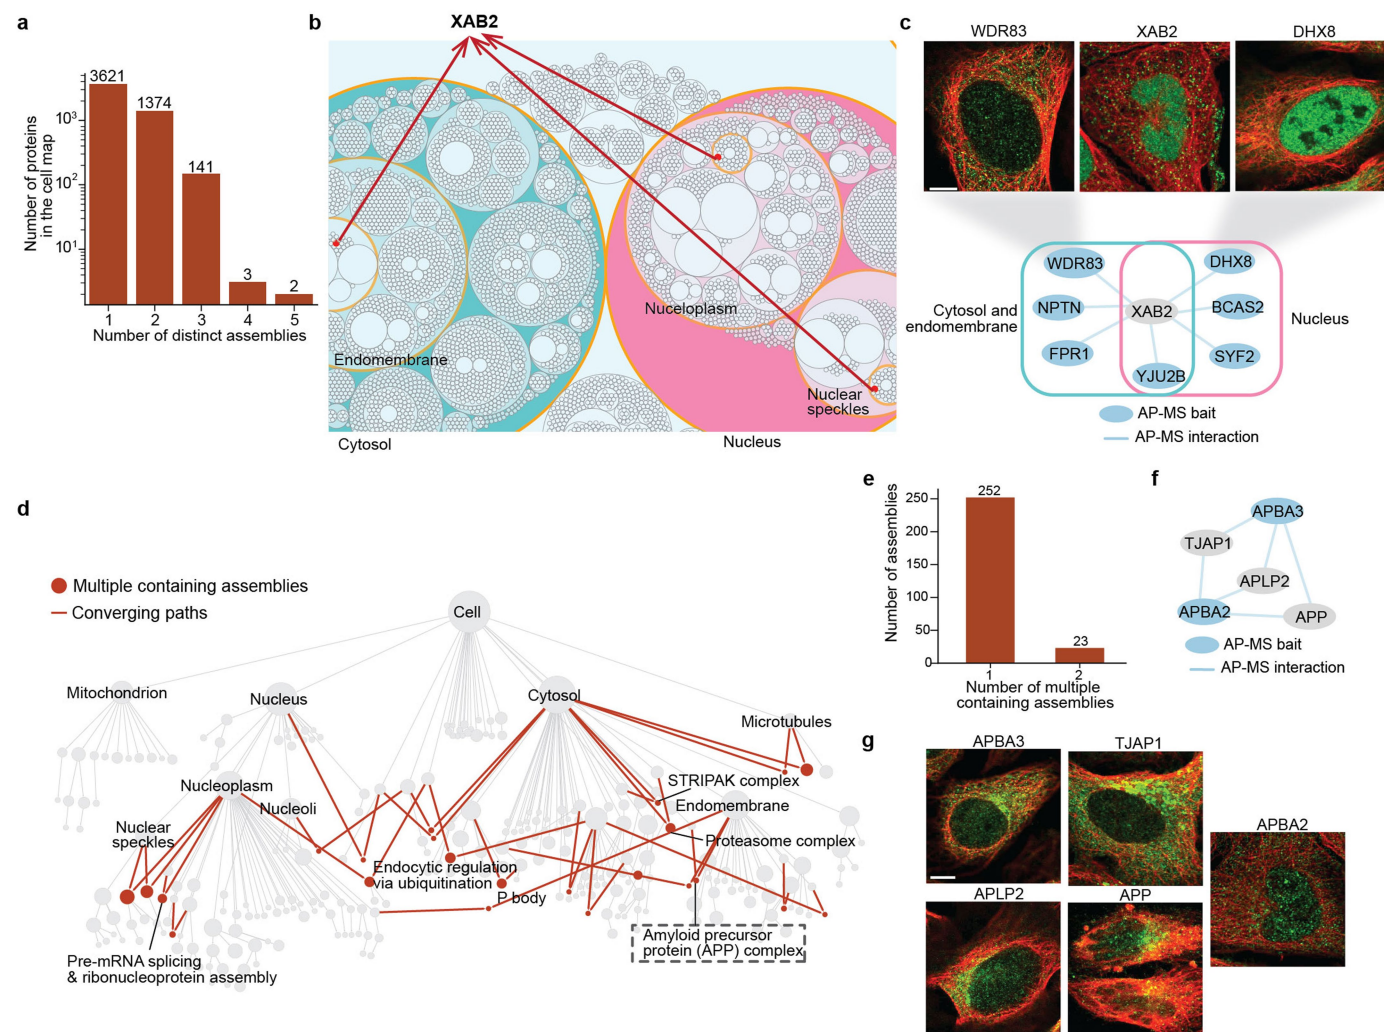 a
3621
1374
141
3
2
10³
10²
10¹
Number of proteins
in the cell map
1 2 3 4 5
Number of distinct assemblies
b
XAB2
Endomembrane
Cytosol
Nuceloplasm
Nuclear
speckles
Nucleus
c
WDR83 XAB2 DHX8
WDR83
NPTN
FPR1
XAB2
YJU2B
DHX8
BCAS2
SYF2
Cytosol and
endomembrane
Nucleus
AP-MS bait
AP-MS interaction
d
Multiple containing assemblies
Converging paths
Cell
Mitochondrion
Nucleus
Cytosol
Microtubules
Nucleoplasm
Nucleoli
STRIPAK complex
Endomembrane
Nuclear
speckles
Proteasome complex
Endocytic regulation
via ubiquitination
P body
Amyloid precursor
protein (APP) complex
Pre-mRNA splicing
& ribonucleoprotein assembly
e
252
23
250
200
150
100
50
0
Number of assemblies
1 2
Number of multiple
containing assemblies
f
APBA3
TJAP1
APLP2
APBA2
APP
AP-MS bait
AP-MS interaction
g
APBA3 TJAP1
APBA2
APLP2 APP